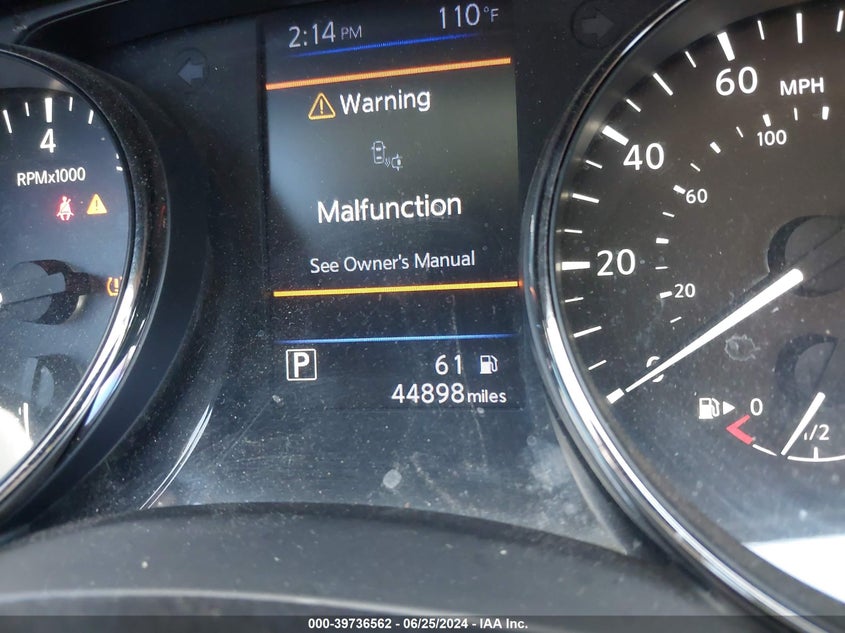 2:14 PM 110°F
60
MPH
Warning
4
100
40
RPMx1000
60
Malfunction
20
See Owner's Manual
20
0
P 61
44898 miles
0
1/2
000-39736562 / 06/25/2024 - IAA Inc.